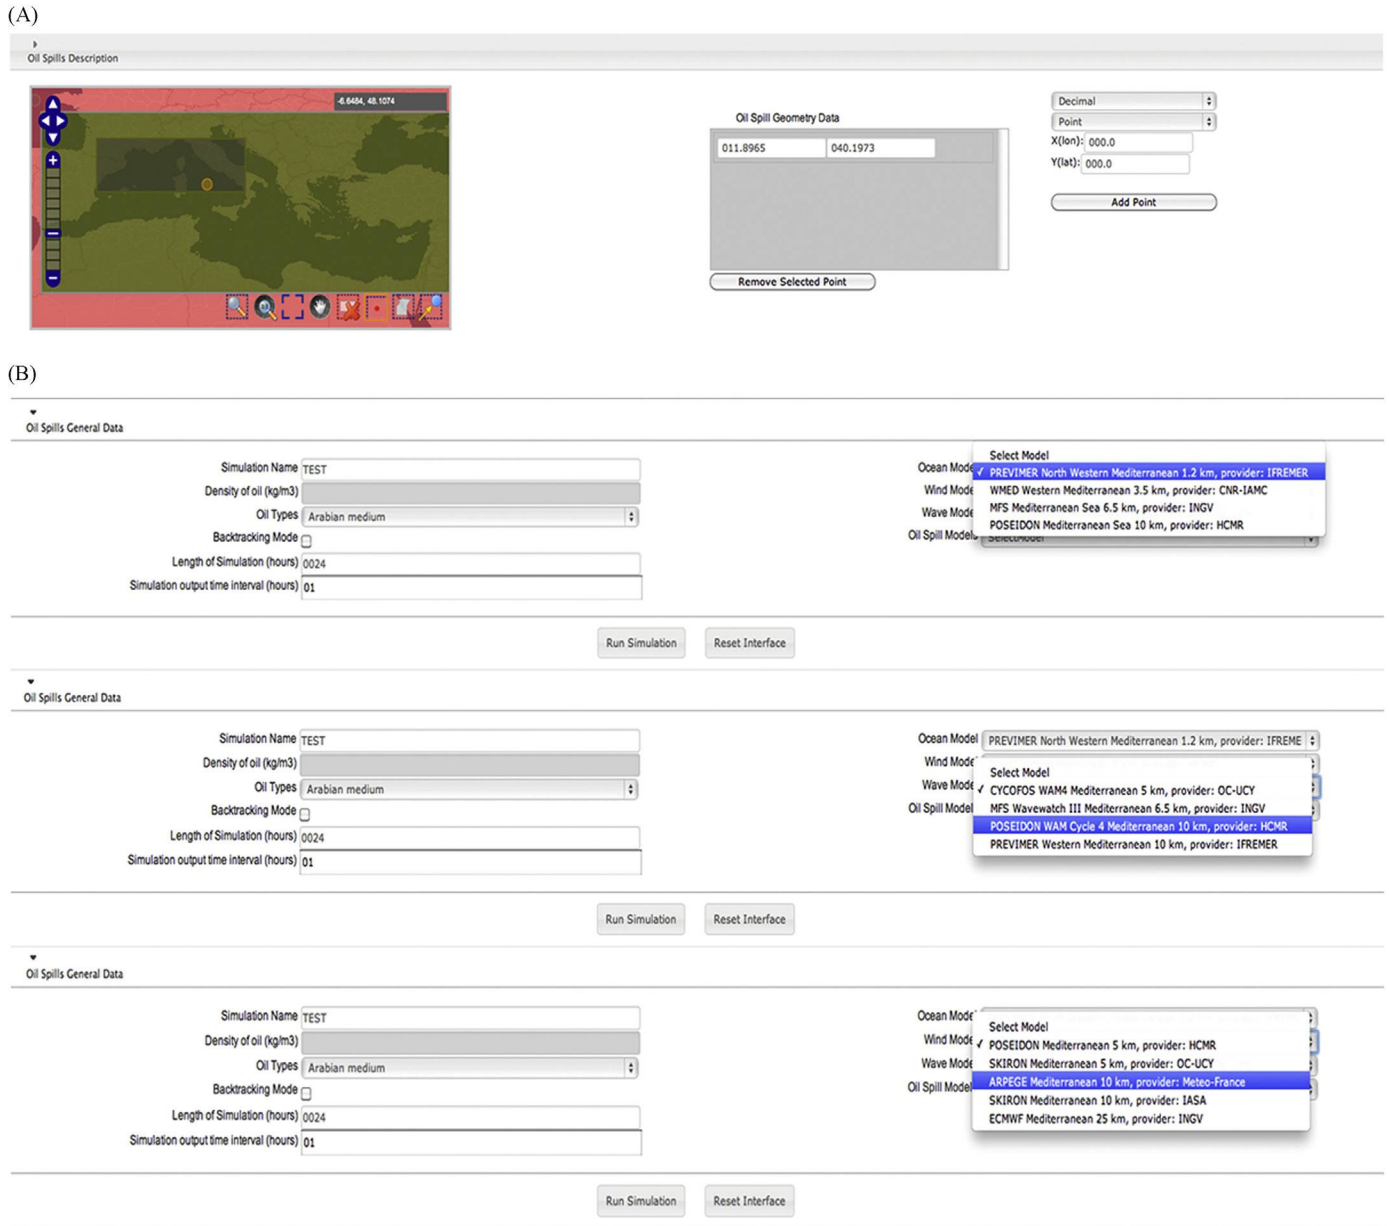 (A)
Oil Spills Description
-6.6484, 48.1074
Oil Spill Geometry Data
011.8965 040.1973
Remove Selected Point
Decimal
Point
X(lon): 000.0
Y(lat): 000.0
Add Point
(B)
Oil Spills General Data
Simulation Name TEST
Density of oil (kg/m3)
Oil Types Arabian medium
Backtracking Mode
Length of Simulation (hours) 0024
Simulation output time interval (hours) 01
Ocean Mode
Select Model
✓ PREVIMER North Western Mediterranean 1.2 km, provider: IFREMER
Wind Mode
WMED Western Mediterranean 3.5 km, provider: CNR-IAMC
MFS Mediterranean Sea 6.5 km, provider: INGV
Wave Mode
POSEIDON Mediterranean Sea 10 km, provider: HCMR
Oil Spill Models SelectModel
Run Simulation Reset Interface
Oil Spills General Data
Simulation Name TEST
Density of oil (kg/m3)
Oil Types Arabian medium
Backtracking Mode
Length of Simulation (hours) 0024
Simulation output time interval (hours) 01
Ocean Model PREVIMER North Western Mediterranean 1.2 km, provider: IFREME
Wind Mode
Select Model
Wave Mode
✓ CYCOFOS WAM4 Mediterranean 5 km, provider: OC-UCY
Oil Spill Model
MFS Wavewatch III Mediterranean 6.5 km, provider: INGV
POSEIDON WAM Cycle 4 Mediterranean 10 km, provider: HCMR
PREVIMER Western Mediterranean 10 km, provider: IFREMER
Run Simulation Reset Interface
Oil Spills General Data
Simulation Name TEST
Density of oil (kg/m3)
Oil Types Arabian medium
Backtracking Mode
Length of Simulation (hours) 0024
Simulation output time interval (hours) 01
Ocean Mode
Select Model
Wind Mode
✓ POSEIDON Mediterranean 5 km, provider: HCMR
Wave Mode
SKIRON Mediterranean 5 km, provider: OC-UCY
Oil Spill Model
ARPEGE Mediterranean 10 km, provider: Meteo-France
SKIRON Mediterranean 10 km, provider: IASA
ECMWF Mediterranean 25 km, provider: INGV
Run Simulation Reset Interface